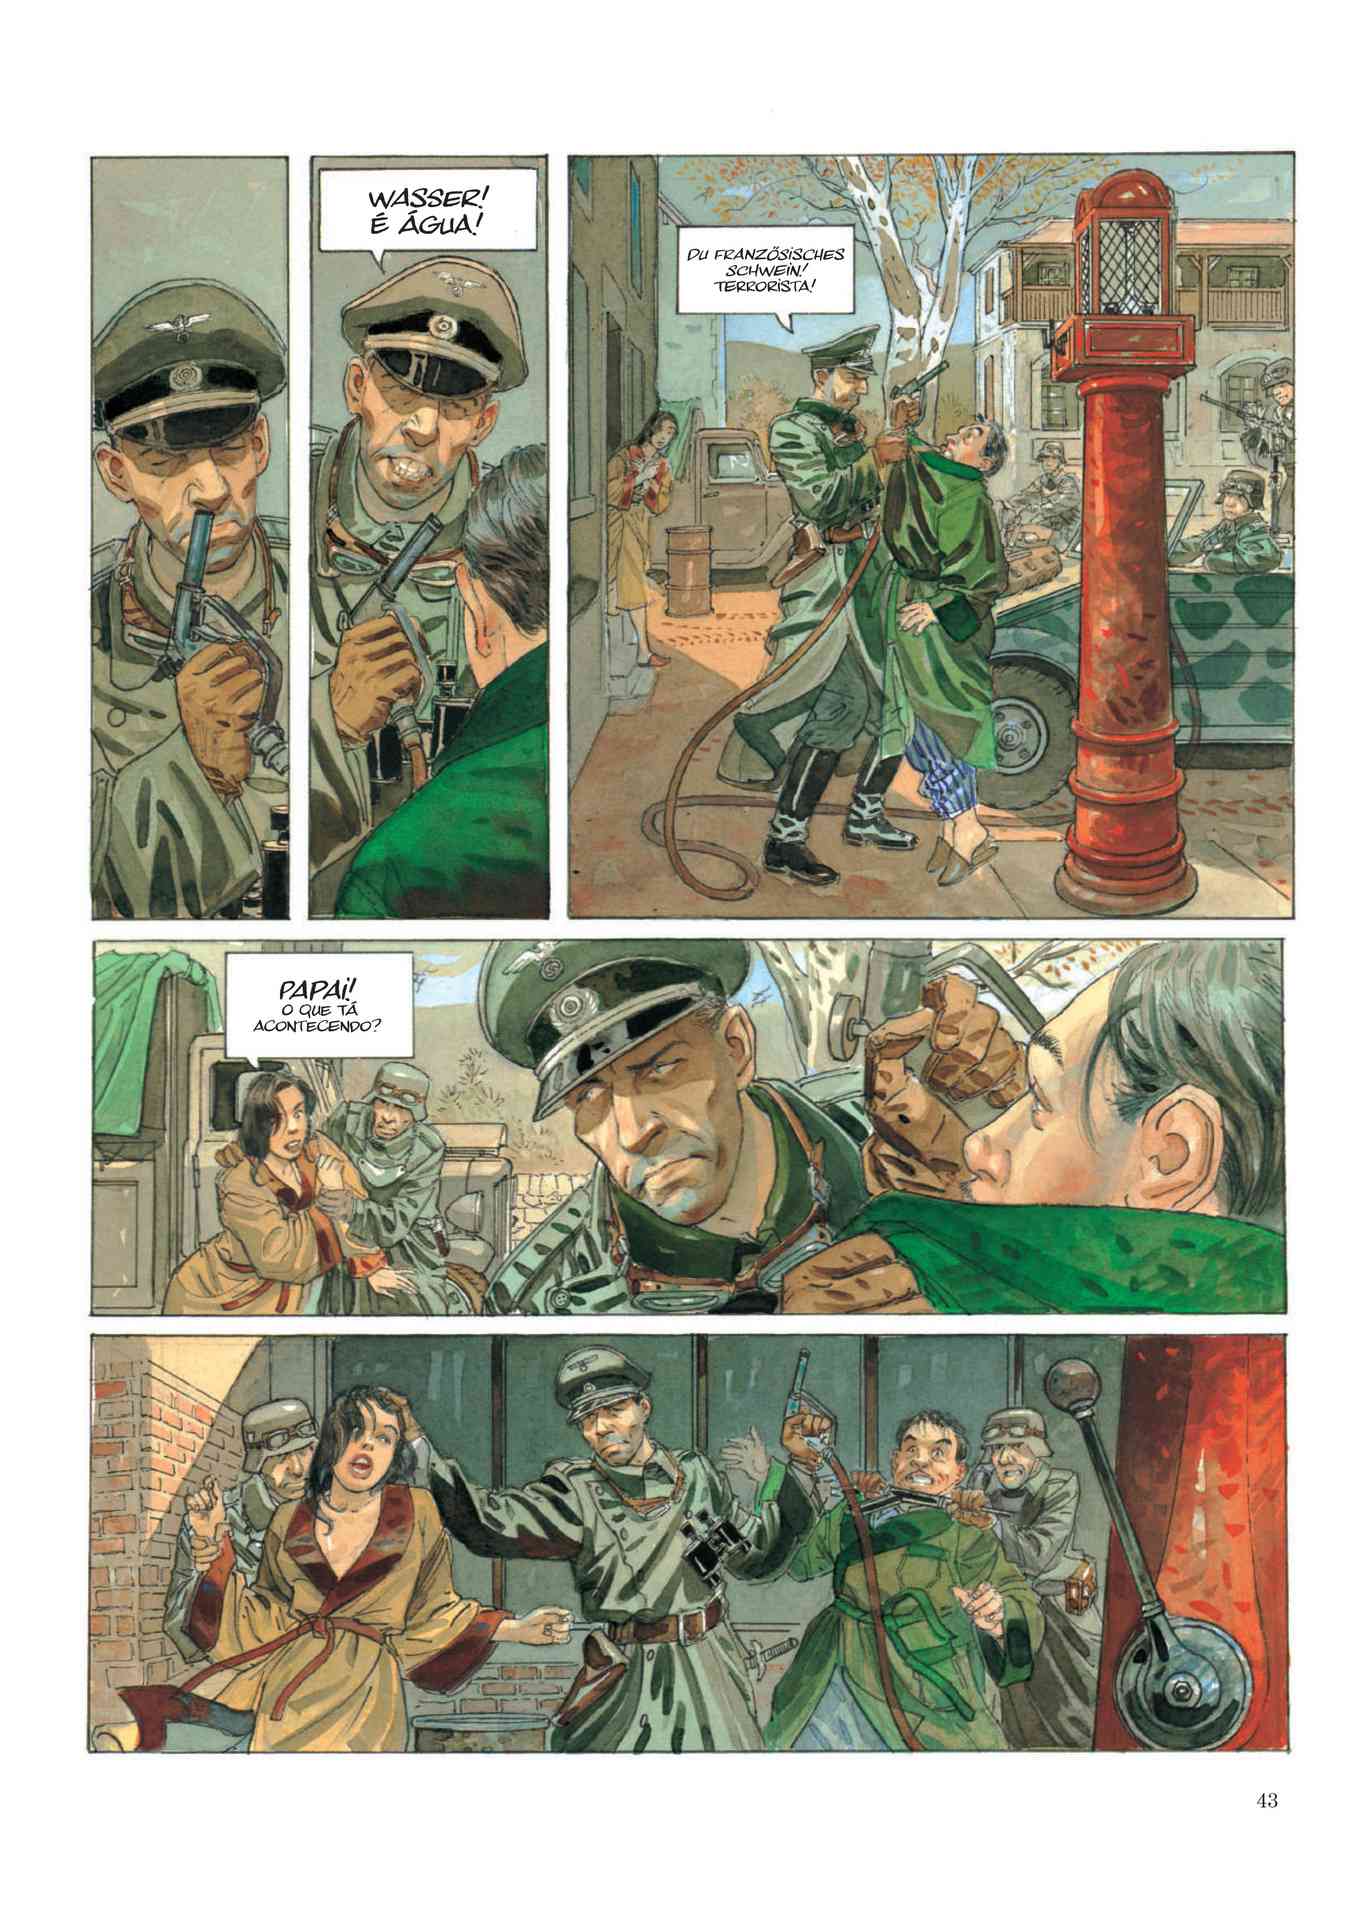 WASSER!
É ÁGUA!
DU FRANZÖSISCHES
SCHWEIN!
TERRORISTA!
PAPAI!
O QUE TÁ
ACONTECENDO?
43